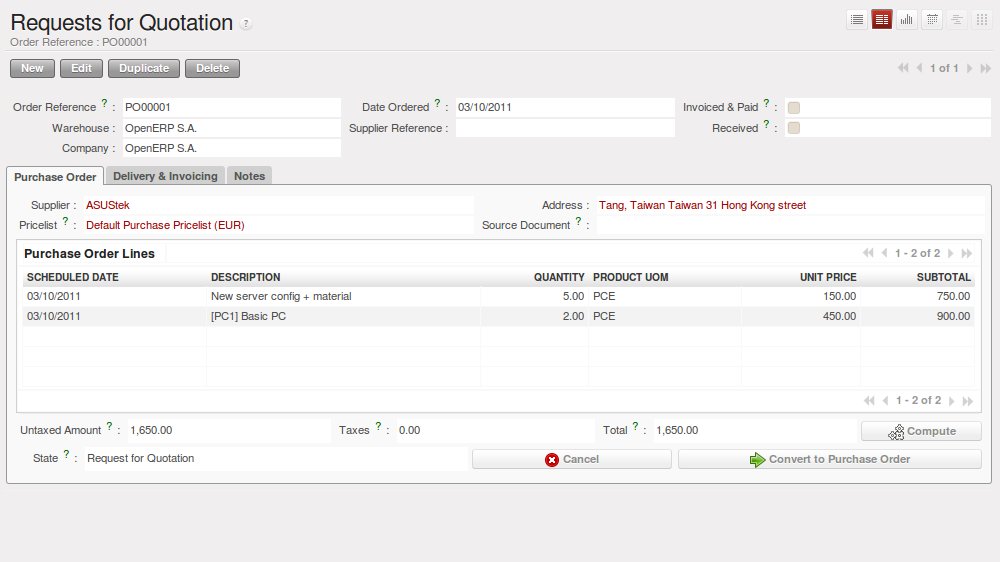 Requests for Quotation ?
Order Reference : PO00001
New Edit Duplicate Delete 1 of 1
Order Reference ? : PO00001 Date Ordered ? : 03/10/2011 Invoiced & Paid ? :
Warehouse : OpenERP S.A. Supplier Reference : Received ? :
Company : OpenERP S.A.
Purchase Order Delivery & Invoicing Notes
Supplier : ASUStek Address : Tang, Taiwan Taiwan 31 Hong Kong street
Pricelist ? : Default Purchase Pricelist (EUR) Source Document ? :
Purchase Order Lines 1 - 2 of 2
SCHEDULED DATE DESCRIPTION QUANTITY PRODUCT UOM UNIT PRICE SUBTOTAL
03/10/2011 New server config + material 5.00 PCE 150.00 750.00
03/10/2011 [PC1] Basic PC 2.00 PCE 450.00 900.00
1 - 2 of 2
Untaxed Amount ? : 1,650.00 Taxes ? : 0.00 Total ? : 1,650.00 Compute
State ? : Request for Quotation Cancel Convert to Purchase Order